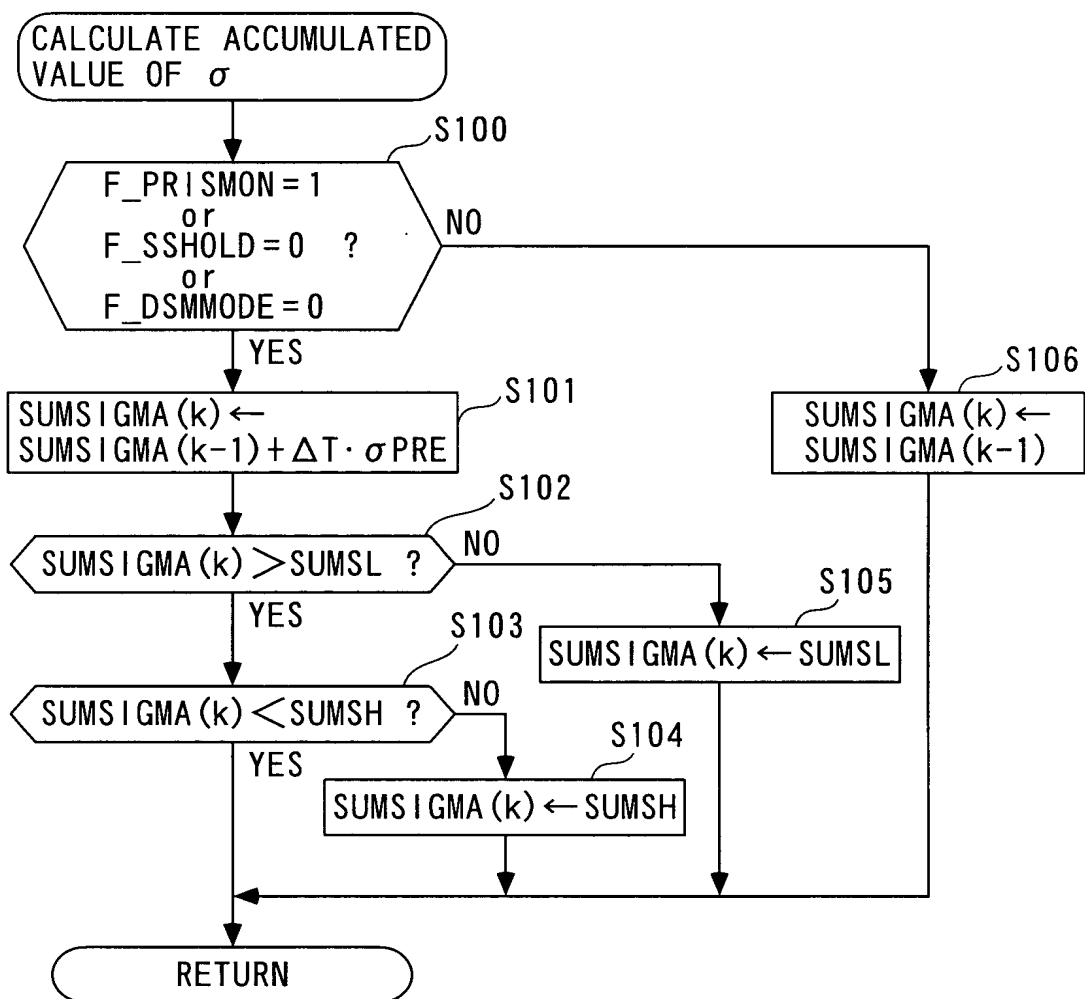 CALCULATE ACCUMULATED
VALUE OF σ
S100
F_PRISMON=1
or
F_SSHOLD=0 ?
or
F_DSMMODE=0
NO
YES
S101
SUMSIGMA(k)←
SUMSIGMA(k-1)+ΔT·σPRE
S106
SUMSIGMA(k)←
SUMSIGMA(k-1)
S102
SUMSIGMA(k)>SUMSL ?
NO
YES
S105
SUMSIGMA(k)←SUMSL
S103
SUMSIGMA(k)<SUMSH ?
NO
YES
S104
SUMSIGMA(k)←SUMSH
RETURN